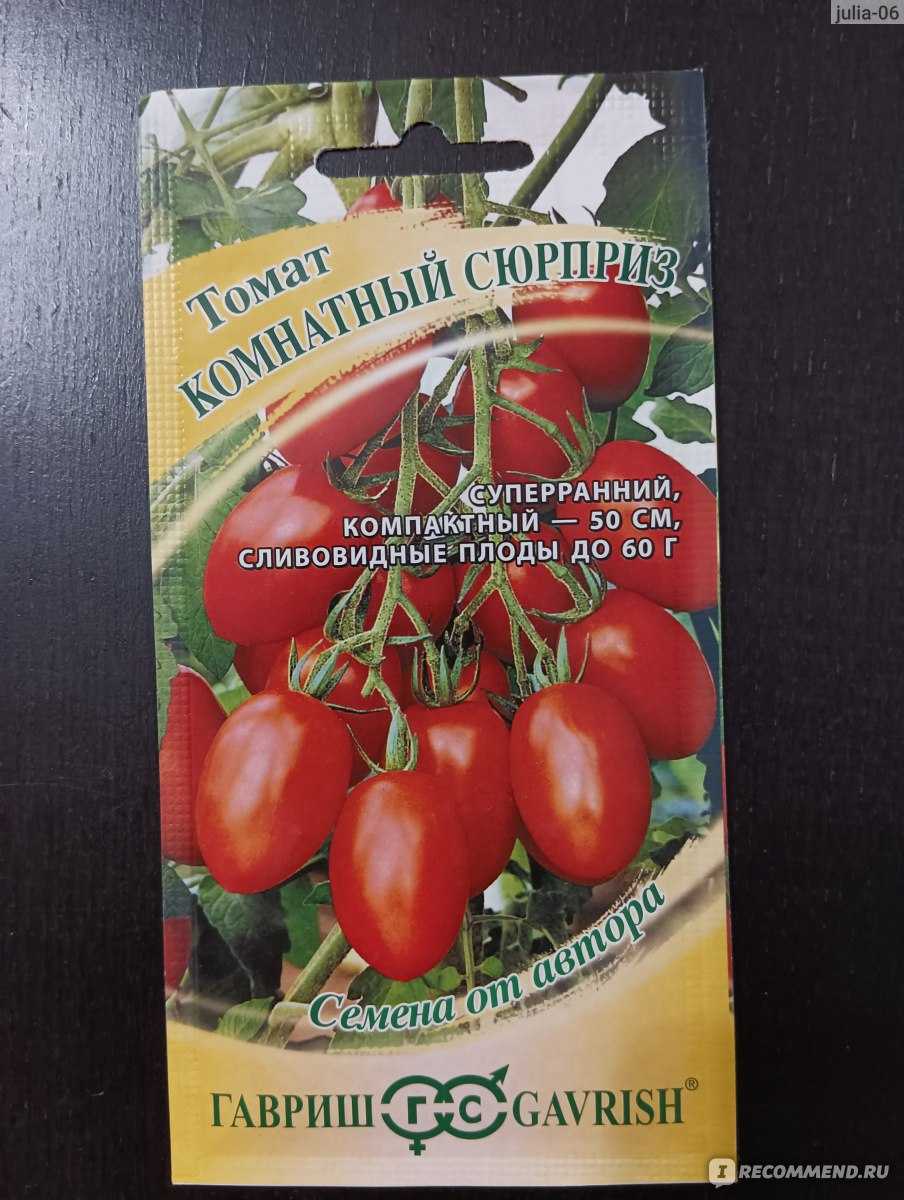 julia-06
Томат
КОМНАТНЫЙ СЮРПРИЗ
СУПЕРРАННИЙ,
КОМПАКТНЫЙ — 50 СМ,
СЛИВОВИДНЫЕ ПЛОДЫ ДО 60 Г
Семена от автора
ГАВРИШ ГС GAVRISH®
IRECOMMEND.RU